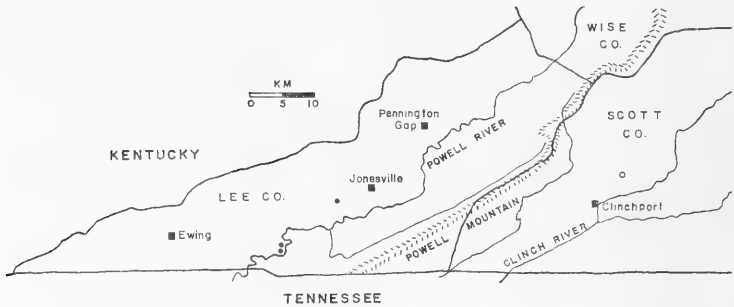 WISE
CO.
KM
0 5 10
SCOTT
CO.
Pennington
Gap
POWELL RIVER
KENTUCKY
Jonesville
LEE CO.
Clinchport
POWELL MOUNTAIN
Ewing
CLINCH RIVER
TENNESSEE